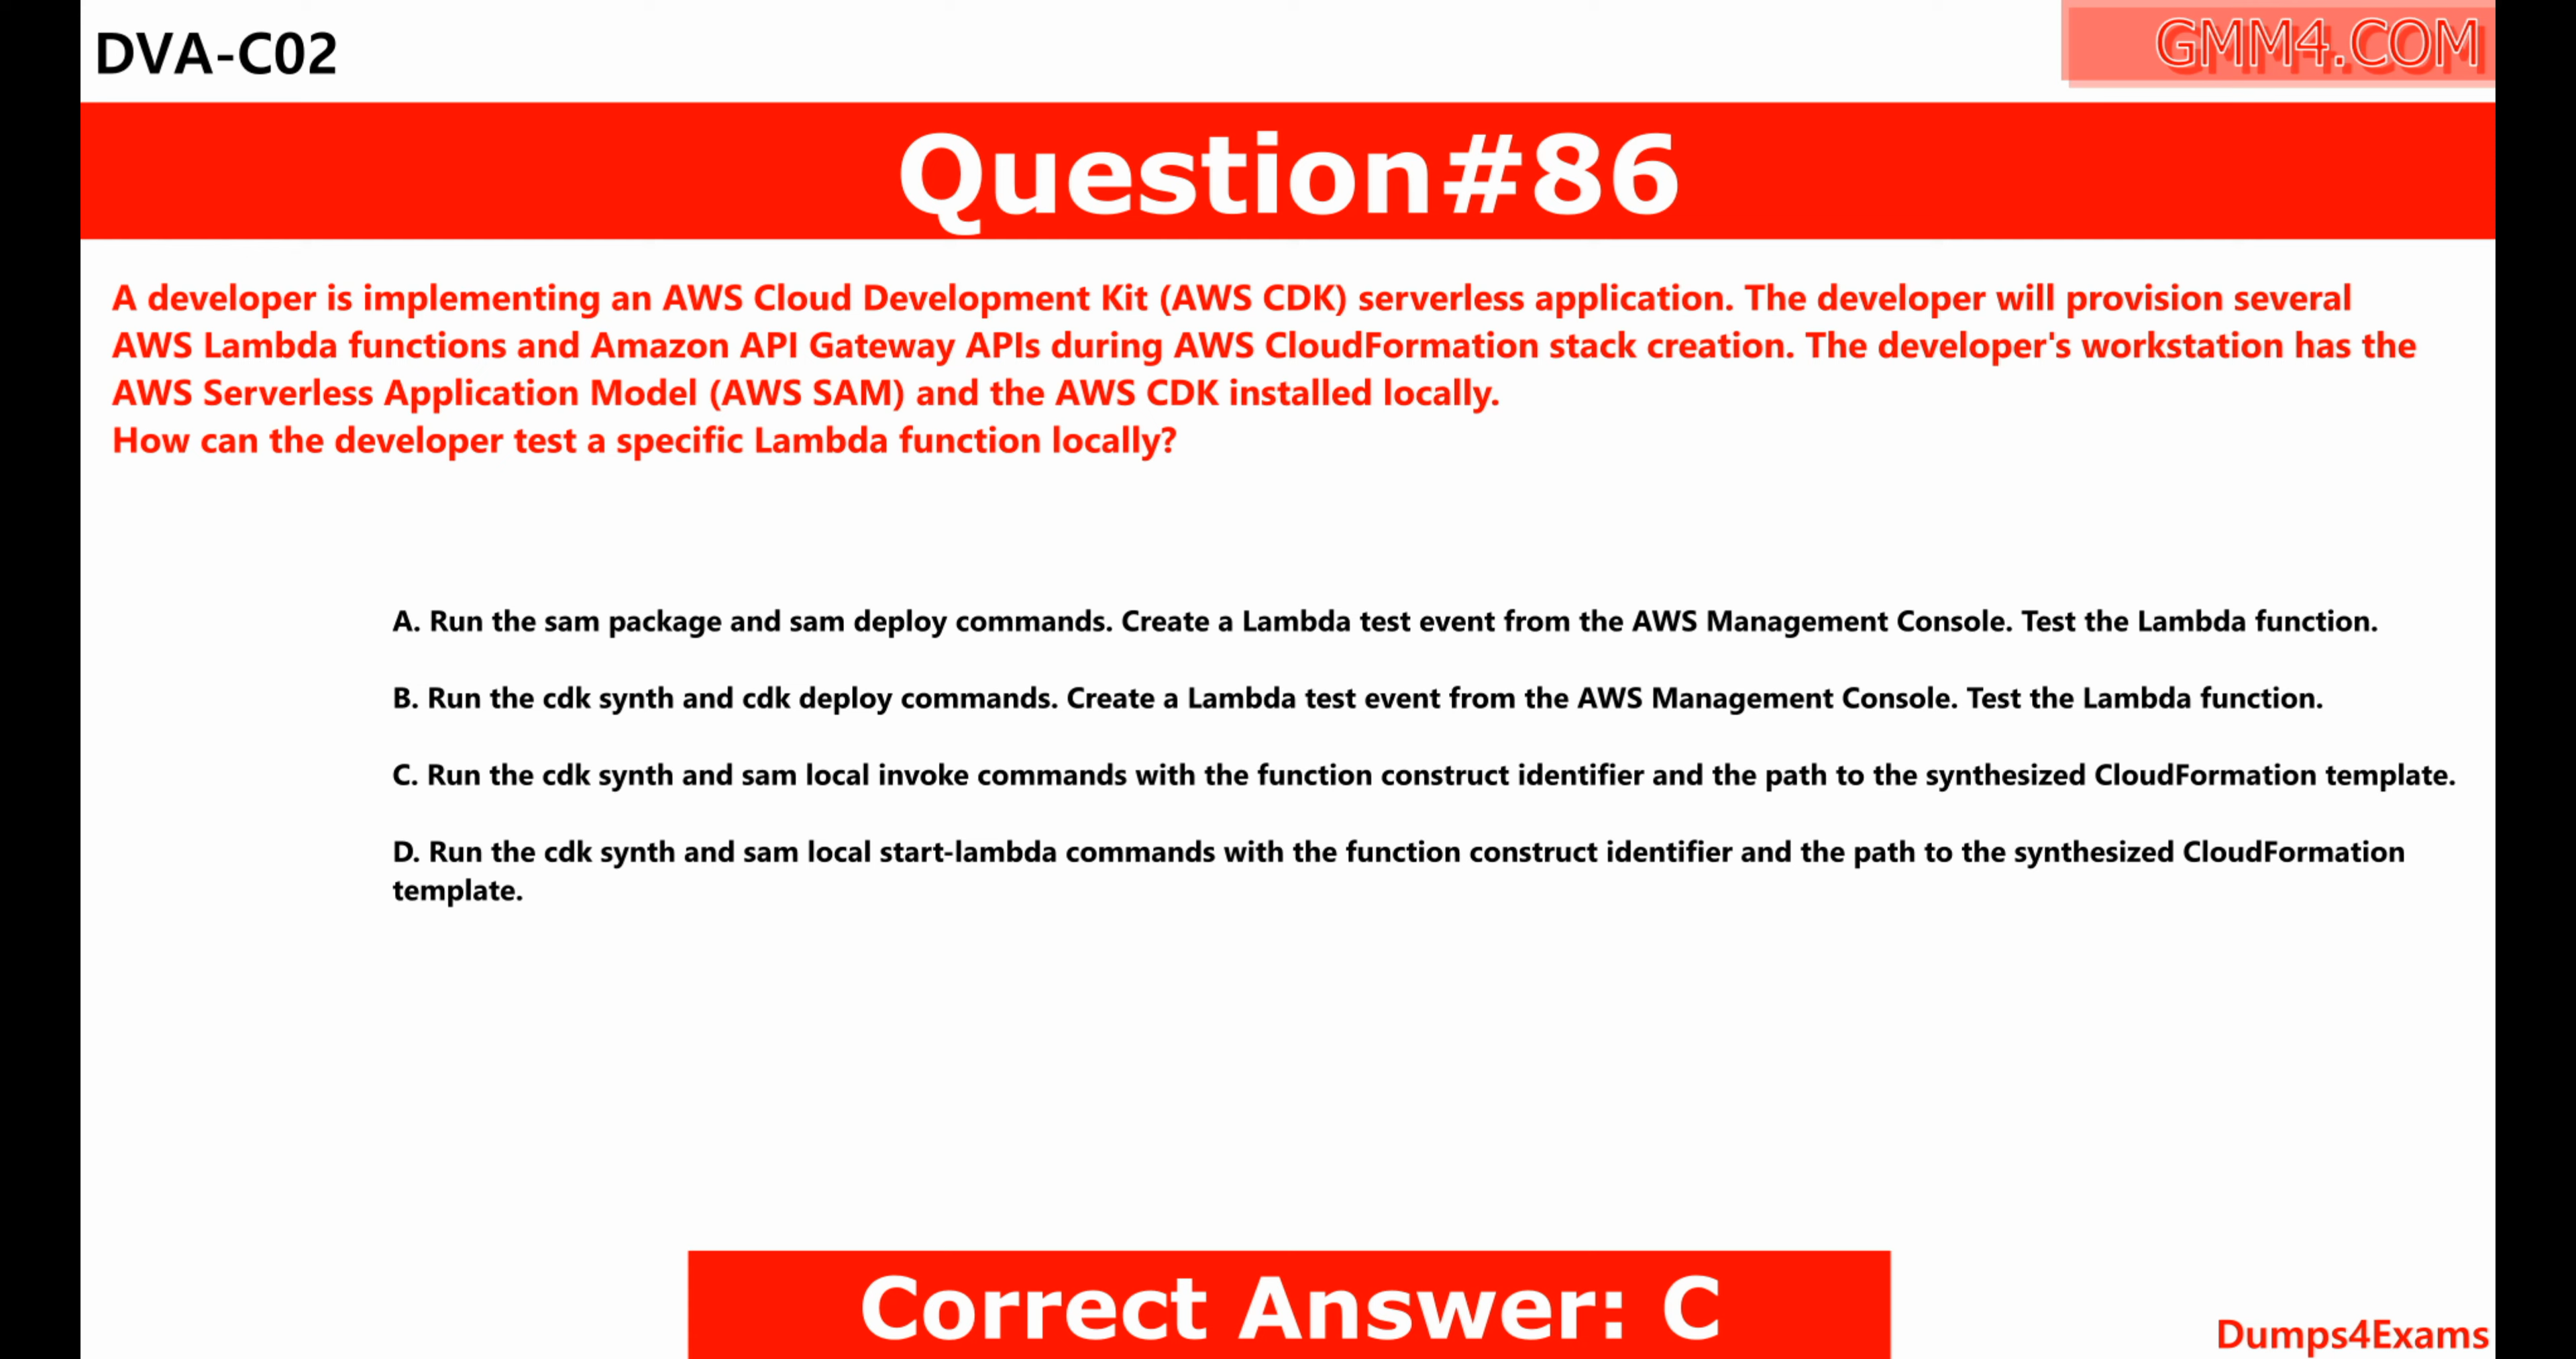 DVA-C02
GMM4.COM
Question#86
A developer is implementing an AWS Cloud Development Kit (AWS CDK) serverless application. The developer will provision several
AWS Lambda functions and Amazon API Gateway APIs during AWS CloudFormation stack creation. The developer's workstation has the
AWS Serverless Application Model (AWS SAM) and the AWS CDK installed locally.
How can the developer test a specific Lambda function locally?
A. Run the sam package and sam deploy commands. Create a Lambda test event from the AWS Management Console. Test the Lambda function.
B. Run the cdk synth and cdk deploy commands. Create a Lambda test event from the AWS Management Console. Test the Lambda function.
C. Run the cdk synth and sam local invoke commands with the function construct identifier and the path to the synthesized CloudFormation template.
D. Run the cdk synth and sam local start-lambda commands with the function construct identifier and the path to the synthesized CloudFormation
template.
Correct Answer: C
Dumps4Exams